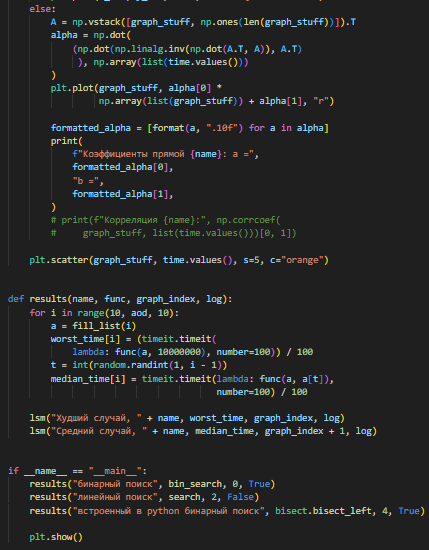 else:
    A = np.vstack([graph_stuff, np.ones(len(graph_stuff))]).T
    alpha = np.dot(
        (np.dot(np.linalg.inv(np.dot(A.T, A)), A.T)
         ), np.array(list(time.values()))
    )
    plt.plot(graph_stuff, alpha[0] *
             np.array(list(graph_stuff)) + alpha[1], "r")

    formatted_alpha = [format(a, ".10f") for a in alpha]
    print(
        f"Коэффициенты прямой {name}: a =",
        formatted_alpha[0],
        "b =",
        formatted_alpha[1],
    )
    # print(f"Корреляция {name}:", np.corrcoef(
    #     graph_stuff, list(time.values()))[0, 1])

plt.scatter(graph_stuff, time.values(), s=5, c="orange")


def results(name, func, graph_index, log):
    for i in range(10, aod, 10):
        a = fill_list(i)
        worst_time[i] = (timeit.timeit(
            lambda: func(a, 10000000), number=100)) / 100
        t = int(random.randint(1, i - 1))
        median_time[i] = timeit.timeit(lambda: func(a, a[t]),
                                       number=100) / 100

    lsm("Худший случай, " + name, worst_time, graph_index, log)
    lsm("Средний случай, " + name, median_time, graph_index + 1, log)


if __name__ == "__main__":
    results("бинарный поиск", bin_search, 0, True)
    results("линейный поиск", search, 2, False)
    results("встроенный в python бинарный поиск", bisect.bisect_left, 4, True)

    plt.show()